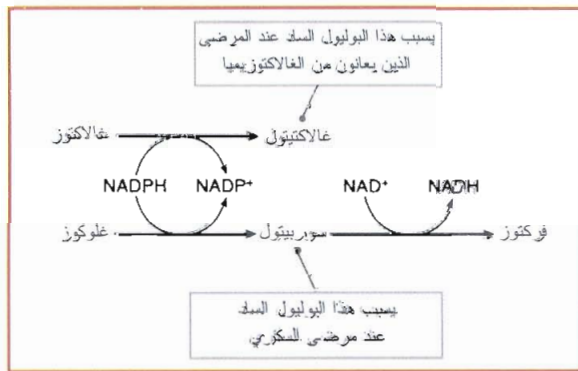 يسبب هذا البوليول الساد عند المرضى
الذين يعانون من الغالاكتوزيميا
غالاكتوز غالاكتيتول
NADPH NADP+ NAD+ NADH
غلوكوز سوربيتول فركتوز
يسبب هذا البوليول الساد
عند مرضى السكري